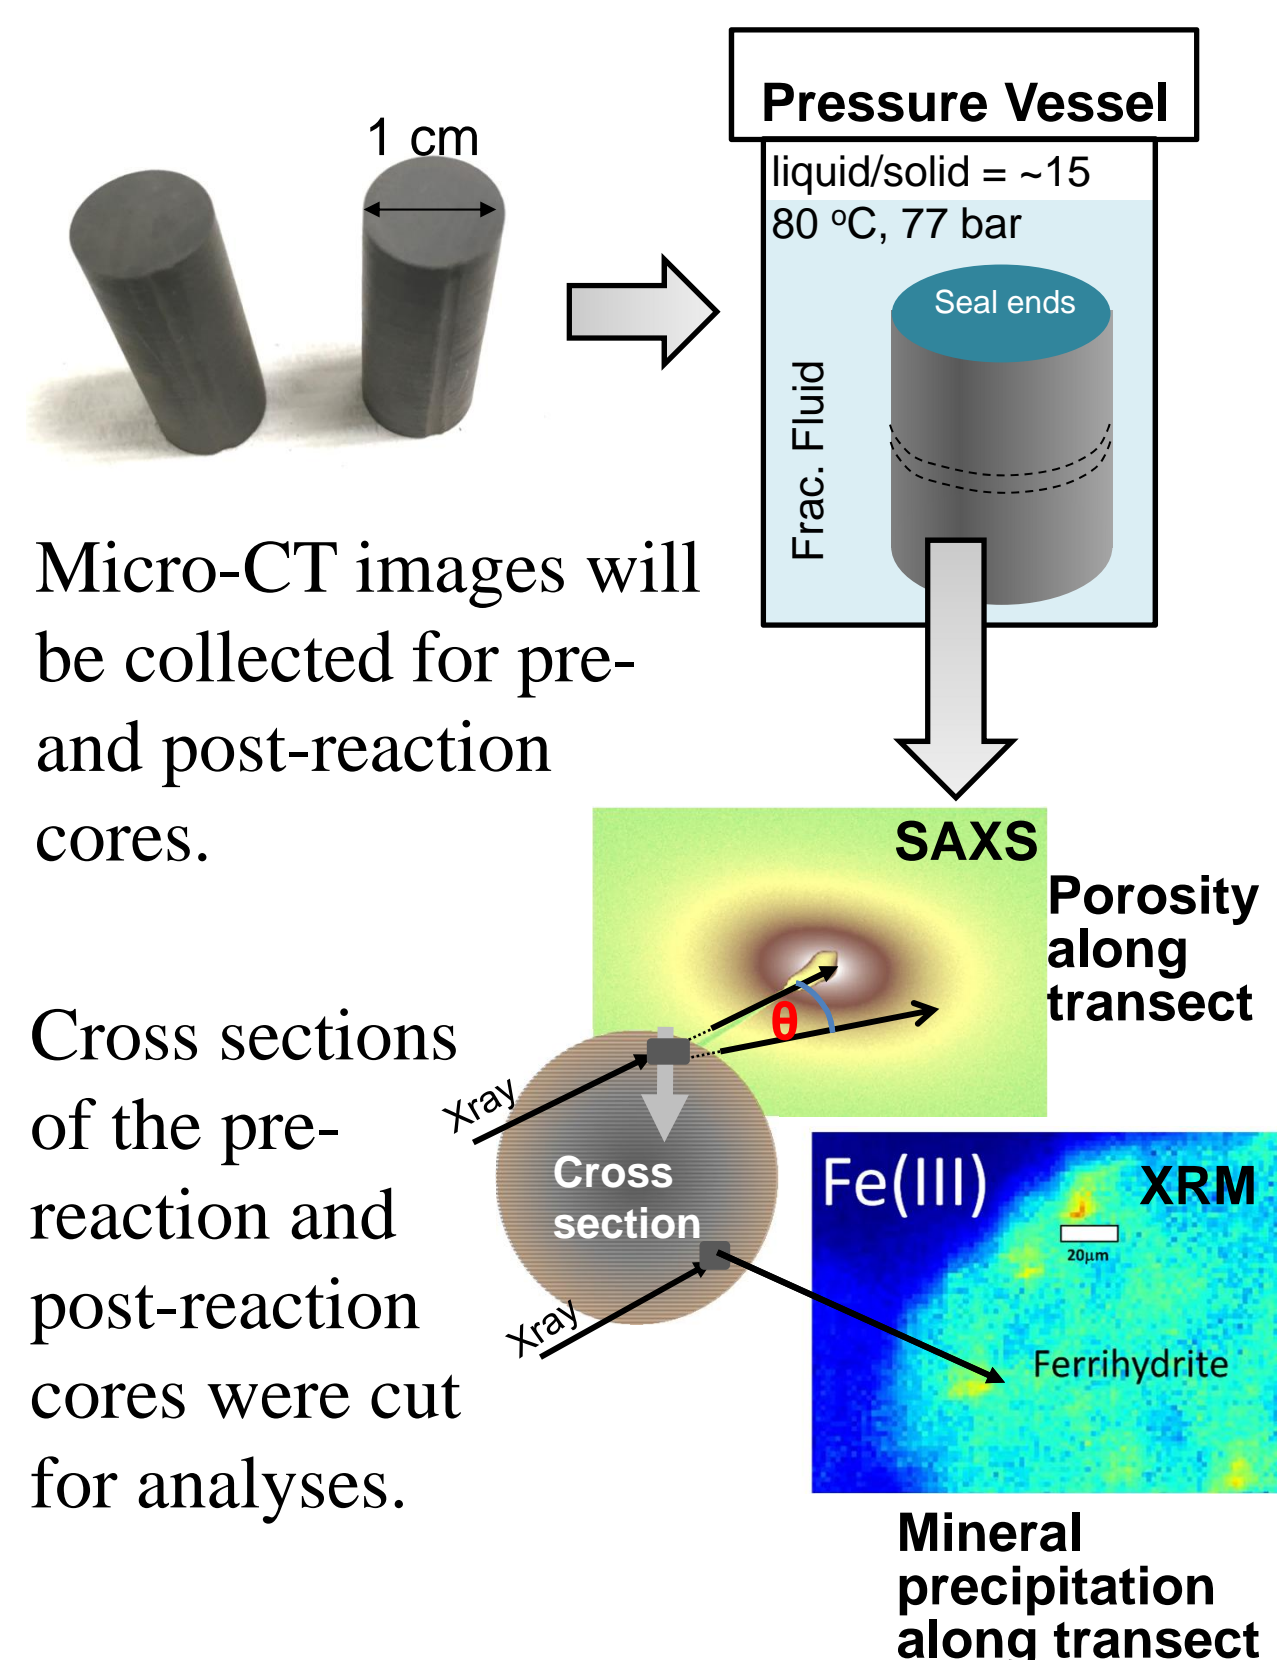 1 cm
Pressure Vessel
liquid/solid = ~15
80 ºC, 77 bar
Seal ends
Frac. Fluid
Micro-CT images will
be collected for pre-
and post-reaction
cores.
SAXS
Porosity
along
transect
θ
Xray
Cross sections
of the pre-
reaction and
post-reaction
cores were cut
for analyses.
Cross
section
Xray
Fe(III)
XRM
20μm
Ferrihydrite
Mineral
precipitation
along transect